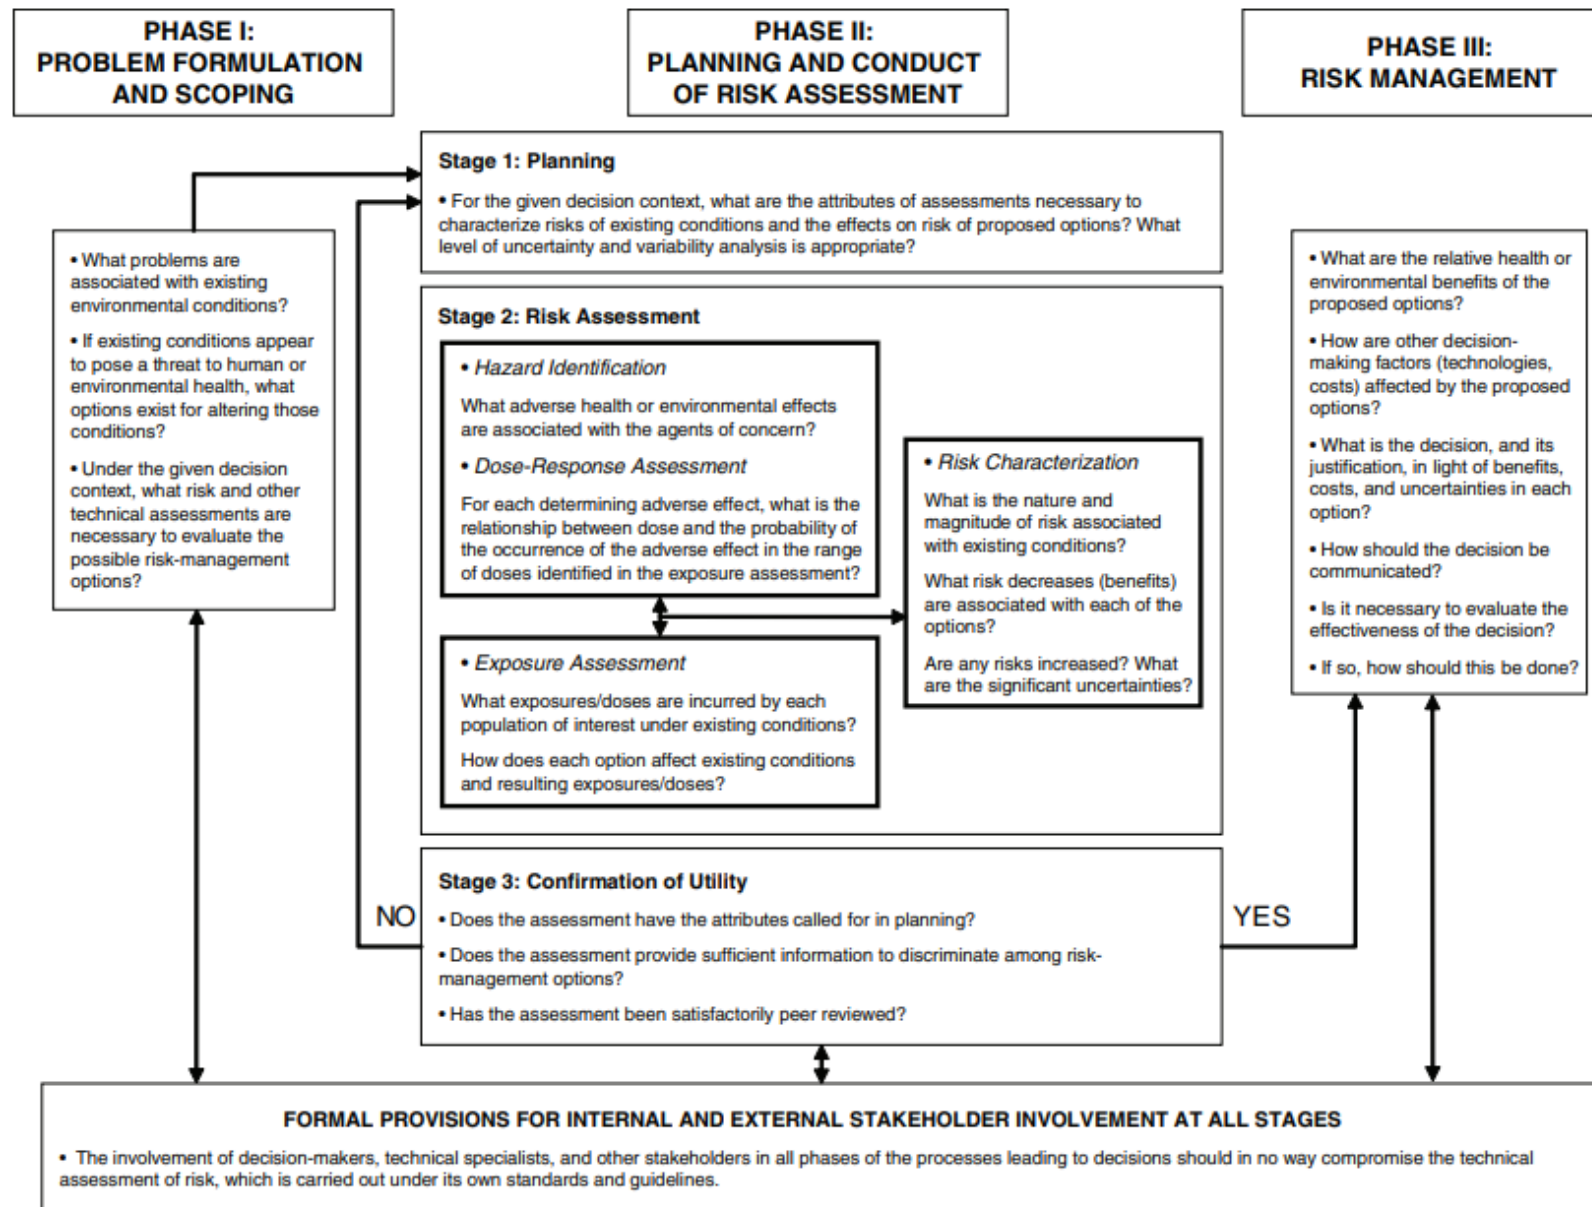 PHASE I:
PROBLEM FORMULATION
AND SCOPING
PHASE II:
PLANNING AND CONDUCT
OF RISK ASSESSMENT
PHASE III:
RISK MANAGEMENT
• What problems are
associated with existing
environmental conditions?
• If existing conditions appear
to pose a threat to human or
environmental health, what
options exist for altering those
conditions?
• Under the given decision
context, what risk and other
technical assessments are
necessary to evaluate the
possible risk-management
options?
Stage 1: Planning
• For the given decision context, what are the attributes of assessments necessary to
characterize risks of existing conditions and the effects on risk of proposed options? What
level of uncertainty and variability analysis is appropriate?
Stage 2: Risk Assessment
• Hazard Identification
What adverse health or environmental effects
are associated with the agents of concern?
• Dose-Response Assessment
For each determining adverse effect, what is the
relationship between dose and the probability of
the occurrence of the adverse effect in the range
of doses identified in the exposure assessment?
• Exposure Assessment
What exposures/doses are incurred by each
population of interest under existing conditions?
How does each option affect existing conditions
and resulting exposures/doses?
• Risk Characterization
What is the nature and
magnitude of risk associated
with existing conditions?
What risk decreases (benefits)
are associated with each of the
options?
Are any risks increased? What
are the significant uncertainties?
Stage 3: Confirmation of Utility
• Does the assessment have the attributes called for in planning?
• Does the assessment provide sufficient information to discriminate among risk-
management options?
• Has the assessment been satisfactorily peer reviewed?
NO
YES
• What are the relative health or
environmental benefits of the
proposed options?
• How are other decision-
making factors (technologies,
costs) affected by the proposed
options?
• What is the decision, and its
justification, in light of benefits,
costs, and uncertainties in each
option?
• How should the decision be
communicated?
• Is it necessary to evaluate the
effectiveness of the decision?
• If so, how should this be done?
FORMAL PROVISIONS FOR INTERNAL AND EXTERNAL STAKEHOLDER INVOLVEMENT AT ALL STAGES
• The involvement of decision-makers, technical specialists, and other stakeholders in all phases of the processes leading to decisions should in no way compromise the technical
assessment of risk, which is carried out under its own standards and guidelines.